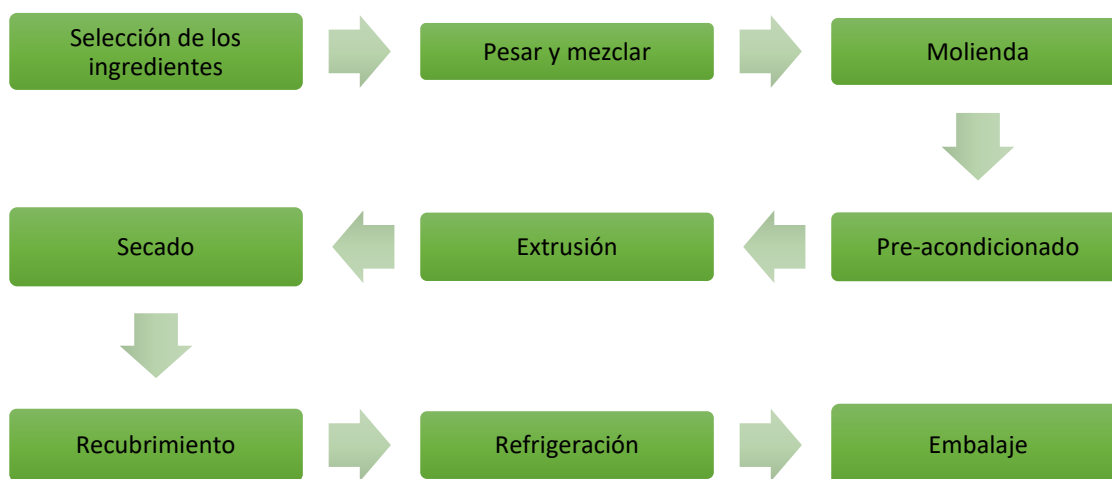 Selección de los
ingredientes
Pesar y mezclar
Molienda
Pre-acondicionado
Extrusión
Secado
Recubrimiento
Refrigeración
Embalaje